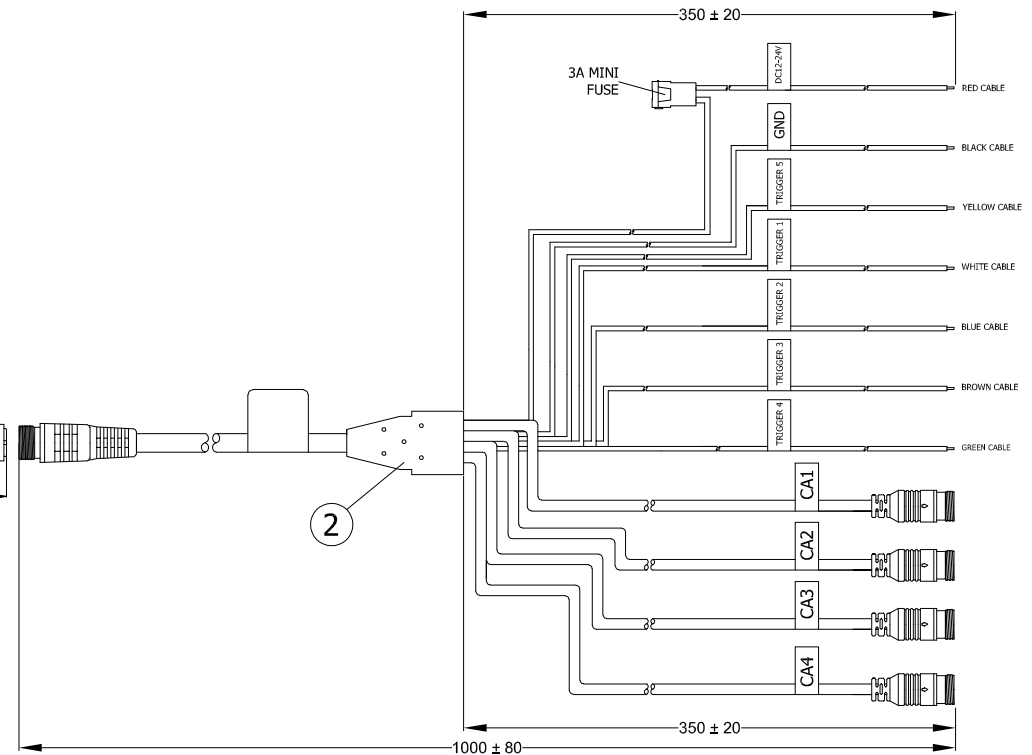 350 ± 20
3A MINI
FUSE
DC12-24V
RED CABLE
GND
BLACK CABLE
TRIGGER 5
YELLOW CABLE
TRIGGER 1
WHITE CABLE
TRIGGER 2
BLUE CABLE
TRIGGER 3
BROWN CABLE
TRIGGER 4
GREEN CABLE
CA1
2
CA2
CA3
CA4
350 ± 20
1000 ± 80